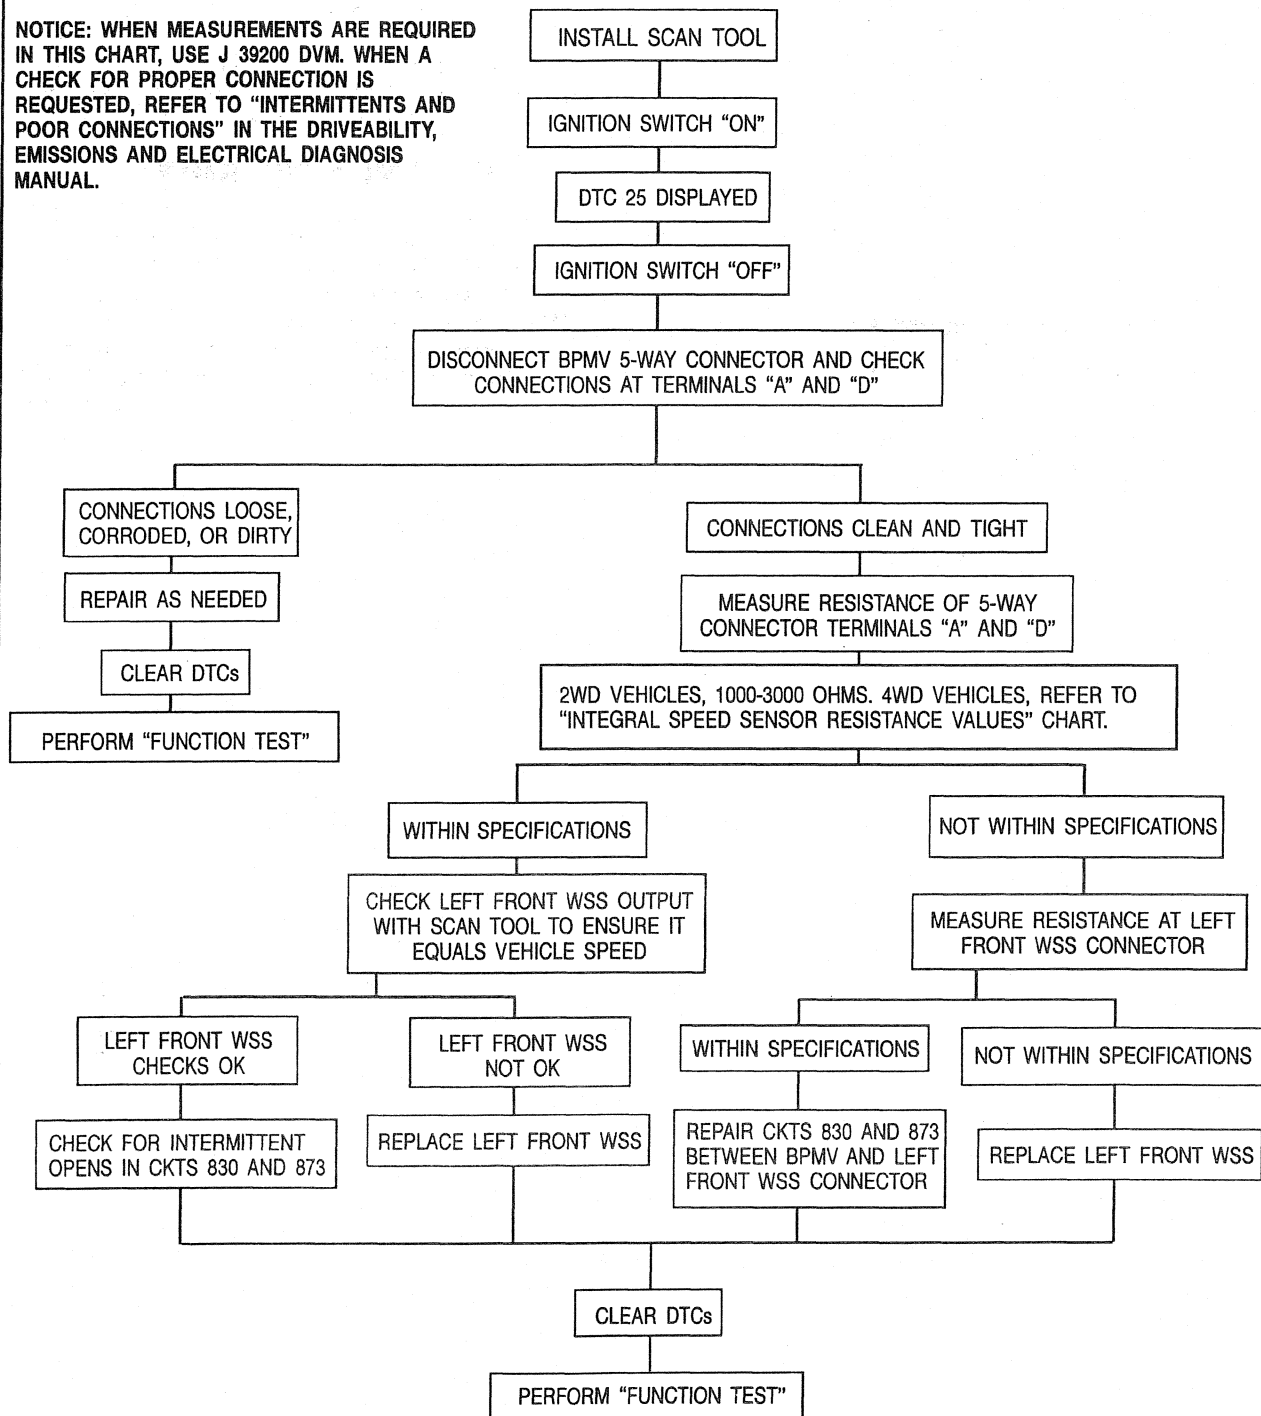 NOTICE: WHEN MEASUREMENTS ARE REQUIRED
IN THIS CHART, USE J 39200 DVM. WHEN A
CHECK FOR PROPER CONNECTION IS
REQUESTED, REFER TO “INTERMITTENTS AND
POOR CONNECTIONS” IN THE DRIVEABILITY,
EMISSIONS AND ELECTRICAL DIAGNOSIS
MANUAL.
INSTALL SCAN TOOL
IGNITION SWITCH “ON”
DTC 25 DISPLAYED
IGNITION SWITCH “OFF”
DISCONNECT BPMV 5-WAY CONNECTOR AND CHECK
CONNECTIONS AT TERMINALS “A” AND “D”
CONNECTIONS LOOSE,
CORRODED, OR DIRTY
REPAIR AS NEEDED
CLEAR DTCs
PERFORM “FUNCTION TEST”
CONNECTIONS CLEAN AND TIGHT
MEASURE RESISTANCE OF 5-WAY
CONNECTOR TERMINALS “A” AND “D”
2WD VEHICLES, 1000-3000 OHMS. 4WD VEHICLES, REFER TO
“INTEGRAL SPEED SENSOR RESISTANCE VALUES” CHART.
WITHIN SPECIFICATIONS
CHECK LEFT FRONT WSS OUTPUT
WITH SCAN TOOL TO ENSURE IT
EQUALS VEHICLE SPEED
NOT WITHIN SPECIFICATIONS
MEASURE RESISTANCE AT LEFT
FRONT WSS CONNECTOR
LEFT FRONT WSS
CHECKS OK
CHECK FOR INTERMITTENT
OPENS IN CKTS 830 AND 873
LEFT FRONT WSS
NOT OK
REPLACE LEFT FRONT WSS
WITHIN SPECIFICATIONS
REPAIR CKTS 830 AND 873
BETWEEN BPMV AND LEFT
FRONT WSS CONNECTOR
NOT WITHIN SPECIFICATIONS
REPLACE LEFT FRONT WSS
CLEAR DTCs
PERFORM “FUNCTION TEST”